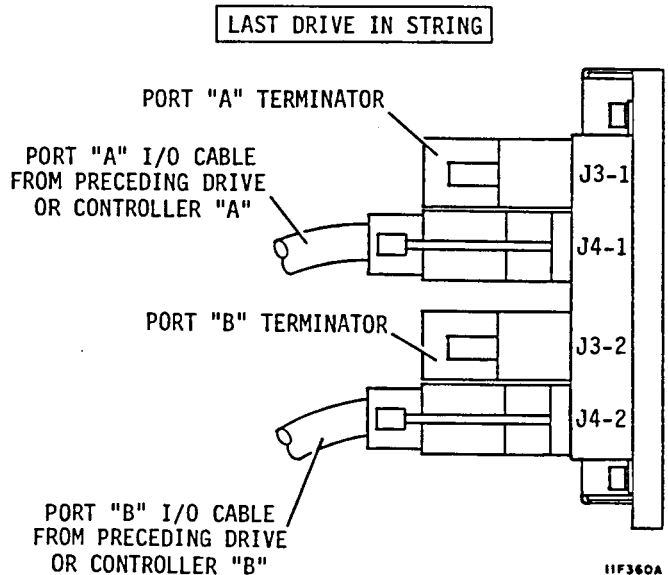 LAST DRIVE IN STRING
PORT "A" TERMINATOR
J3-1
PORT "A" I/O CABLE
FROM PRECEDING DRIVE
OR CONTROLLER "A"
J4-1
PORT "B" TERMINATOR
J3-2
J4-2
PORT "B" I/O CABLE
FROM PRECEDING DRIVE
OR CONTROLLER "B"
11F360A